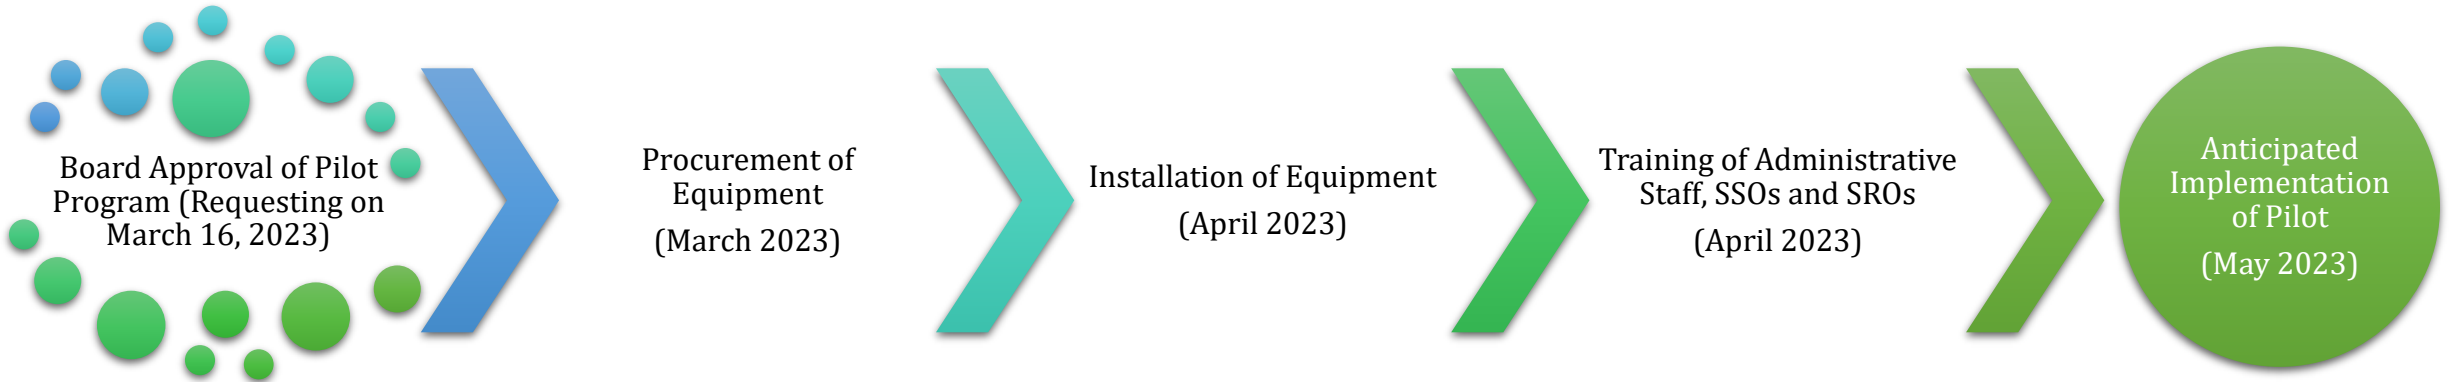 Board Approval of Pilot
Program (Requesting on
March 16, 2023)
Procurement of
Equipment
(March 2023)
Installation of Equipment
(April 2023)
Training of Administrative
Staff, SSOs and SROs
(April 2023)
Anticipated
Implementation
of Pilot
(May 2023)